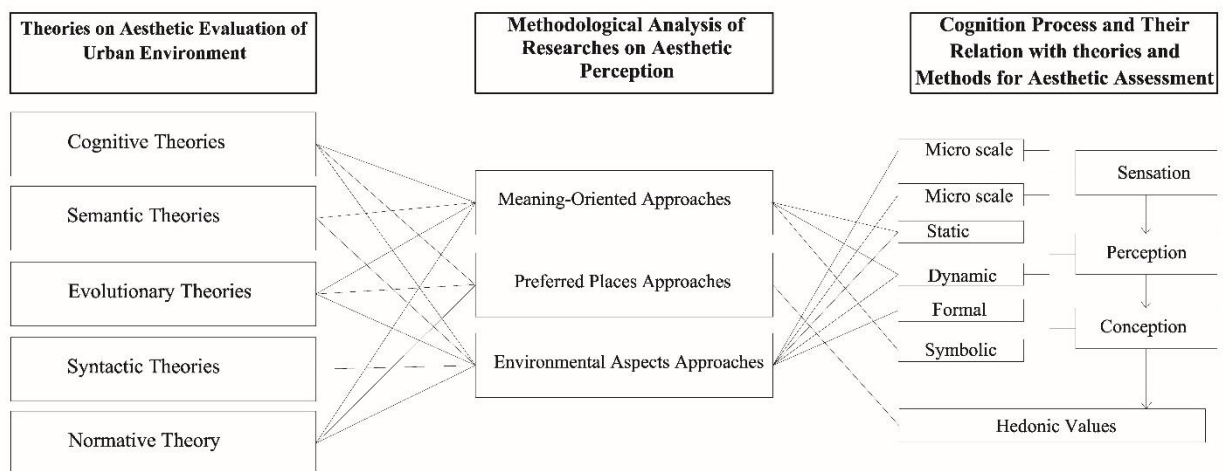 Theories on Aesthetic Evaluation of
Urban Environment
Methodological Analysis of
Researches on Aesthetic
Perception
Cognition Process and Their
Relation with theories and
Methods for Aesthetic Assessment
Cognitive Theories
Semantic Theories
Evolutionary Theories
Syntactic Theories
Normative Theory
Meaning-Oriented Approaches
Preferred Places Approaches
Environmental Aspects Approaches
Micro scale
Micro scale
Static
Dynamic
Formal
Symbolic
Sensation
Perception
Conception
Hedonic Values